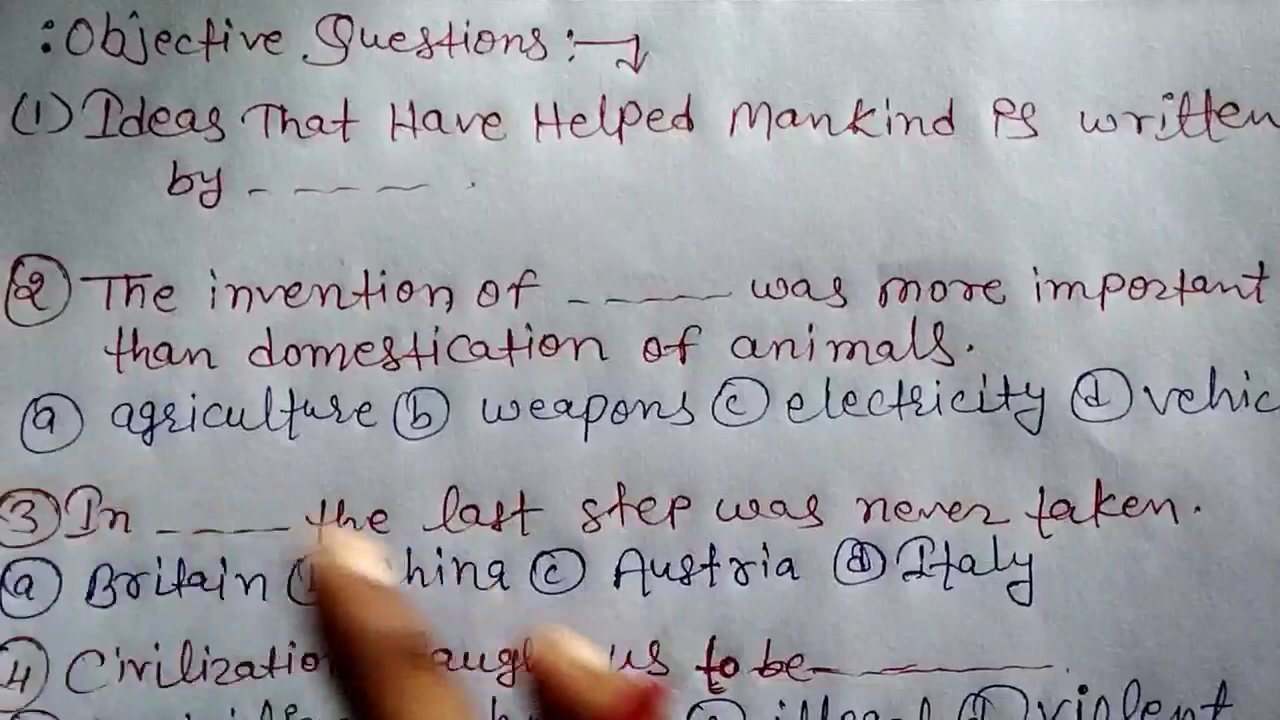 : Objective Questions :→
(1) Ideas That Have Helped Mankind is written
by - - - - .
(2) The invention of - - - - was more important
than domestication of animals.
(a) agriculture (b) weapons (c) electricity (d) vehic
(3) In - - - - the last step was never taken.
(a) Britain hina (c) Austria (d) Italy
(4) us to be - - - - .
violent